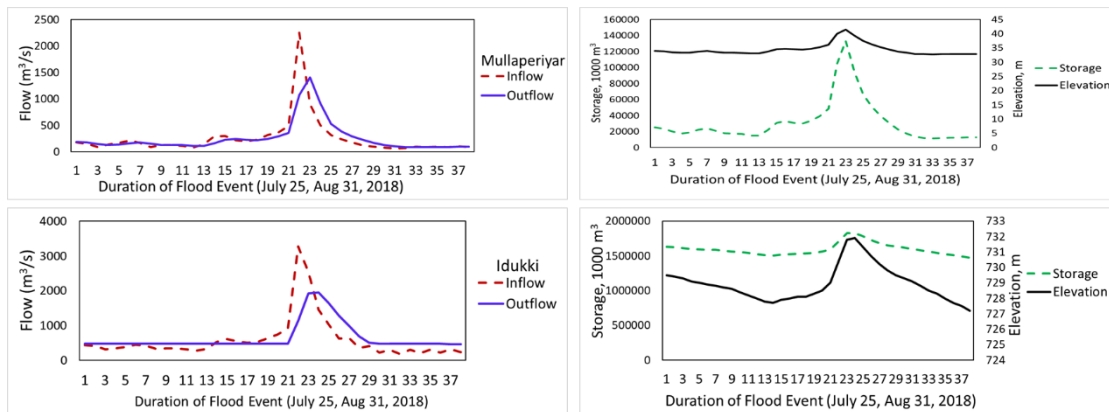 2500
2000
1500
1000
500
0
Flow (m³/s)
Mullaperiyar
Inflow
Outflow
1 3 5 7 9 11 13 15 17 19 21 23 25 27 29 31 33 35 37
Duration of Flood Event (July 25, Aug 31, 2018)
160000
140000
120000
100000
80000
60000
40000
20000
0
Storage, 1000 m³
45
40
35
30
25
20
15
10
5
0
Elevation, m
Storage
Elevation
1 3 5 7 9 11 13 15 17 19 21 23 25 27 29 31 33 35 37
Duration of Flood Event (July 25, Aug 31, 2018)
4000
3000
2000
1000
0
Flow (m³/s)
Idukki
Inflow
Outflow
1 3 5 7 9 11 13 15 17 19 21 23 25 27 29 31 33 35 37
Duration of Flood Event (July 25, Aug 31, 2018)
2000000
1500000
1000000
500000
0
Storage, 1000 m³
733
732
731
730
729
728
727
726
725
724
Elevation, m
Storage
Elevation
1 3 5 7 9 11 13 15 17 19 21 23 25 27 29 31 33 35 37
Duration of Flood Event (July 25, Aug 31, 2018)